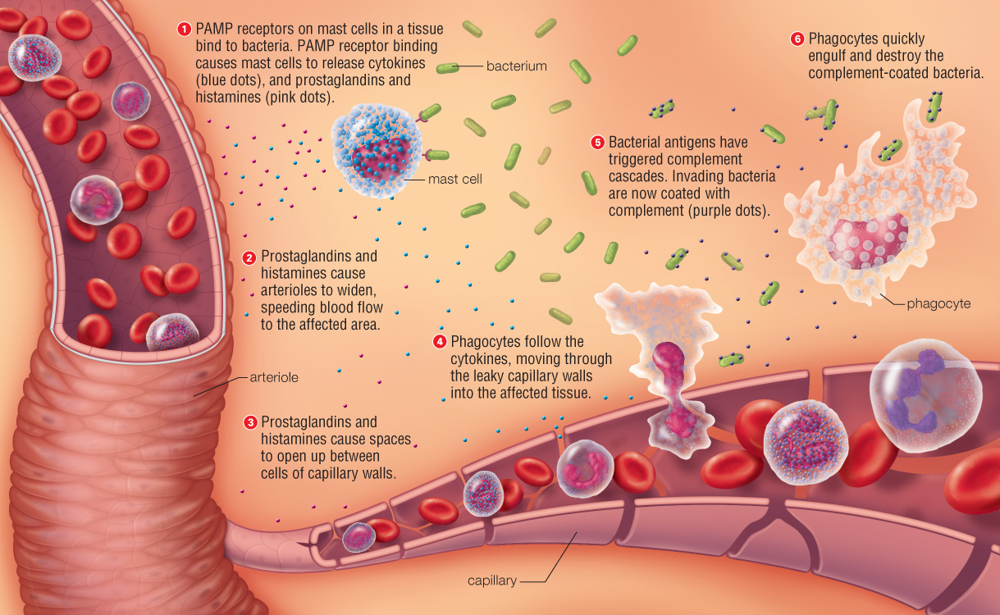 1 PAMP receptors on mast cells in a tissue
bind to bacteria. PAMP receptor binding
causes mast cells to release cytokines
(blue dots), and prostaglandins and
histamines (pink dots).
bacterium
mast cell
2 Prostaglandins and
histamines cause
arterioles to widen,
speeding blood flow
to the affected area.
arteriole
3 Prostaglandins and
histamines cause spaces
to open up between
cells of capillary walls.
capillary
4 Phagocytes follow the
cytokines, moving through
the leaky capillary walls
into the affected tissue.
5 Bacterial antigens have
triggered complement
cascades. Invading bacteria
are now coated with
complement (purple dots).
6 Phagocytes quickly
engulf and destroy the
complement-coated bacteria.
phagocyte